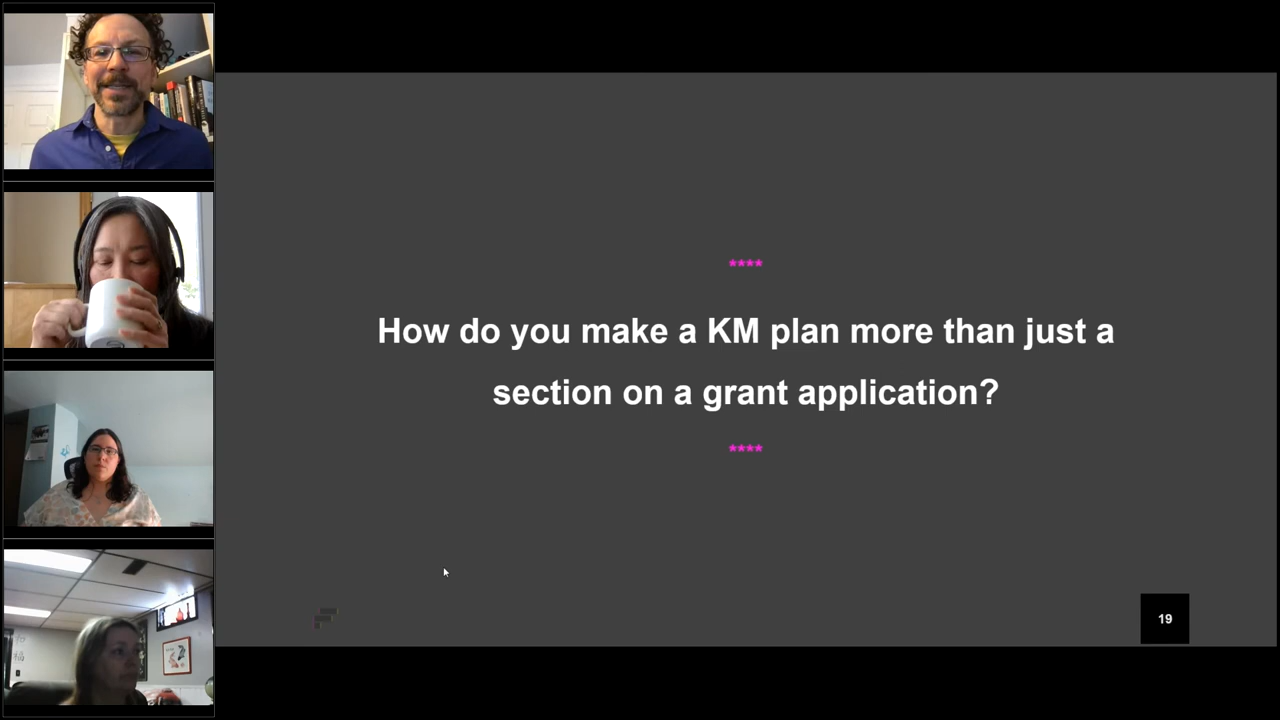 ****
How do you make a KM plan more than just a
section on a grant application?
****
19